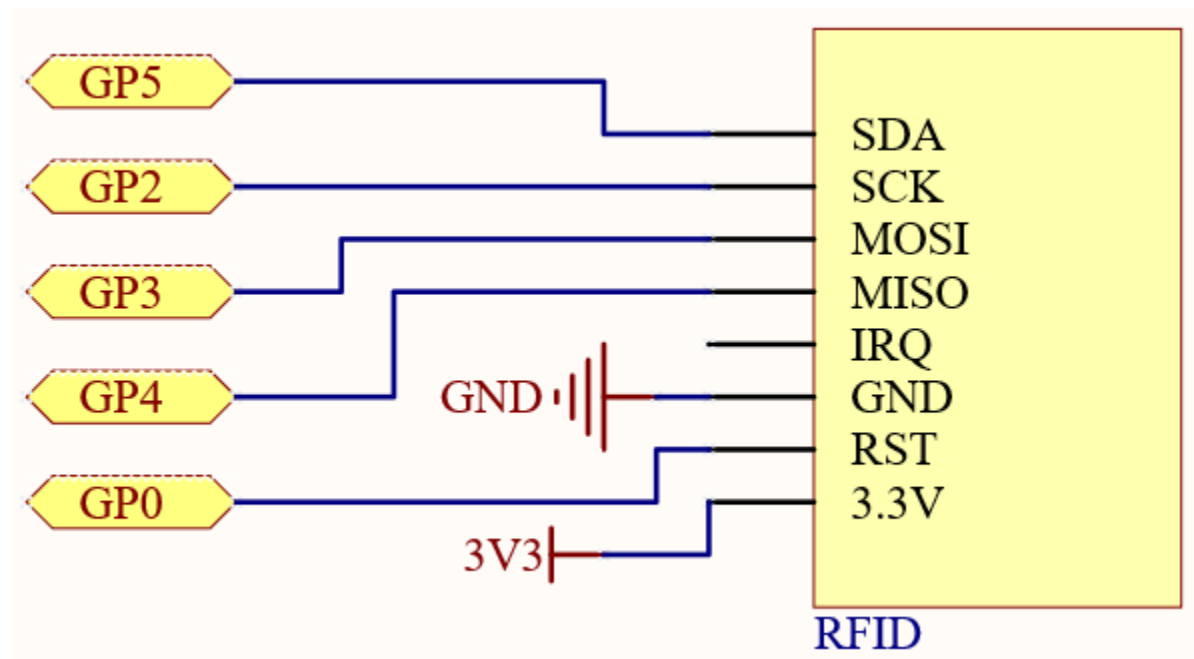 GP5
SDA
GP2
SCK
MOSI
GP3
MISO
IRQ
GP4
GND
GND
RST
GP0
3.3V
3V3
RFID